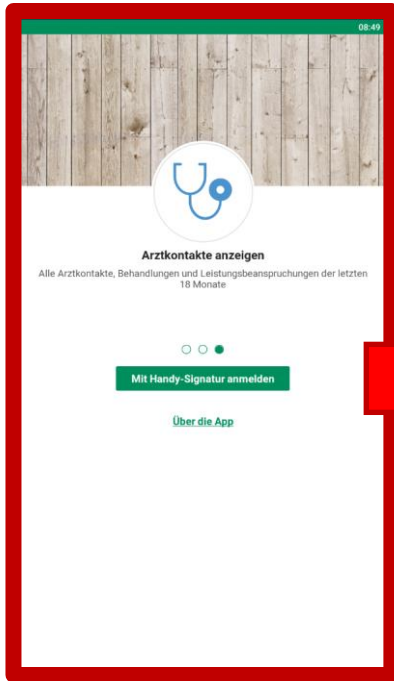 08:49
Arztkontakte anzeigen
Alle Arztkontakte, Behandlungen und Leistungsbeanspruchungen der letzten
18 Monate
Mit Handy-Signatur anmelden
Über die App